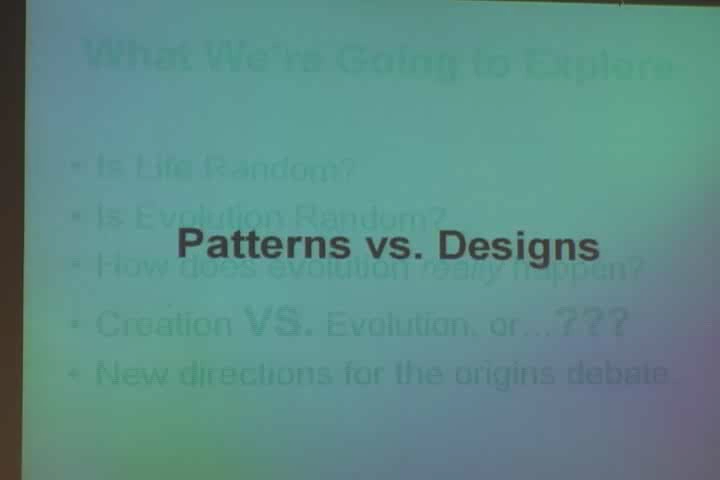 What We're Going to Explore
• Is Life Random?
• Is Evolution Random?
Patterns vs. Designs
• How does evolution really happen?
• Creation VS. Evolution, or...???
• New directions for the origins debate.